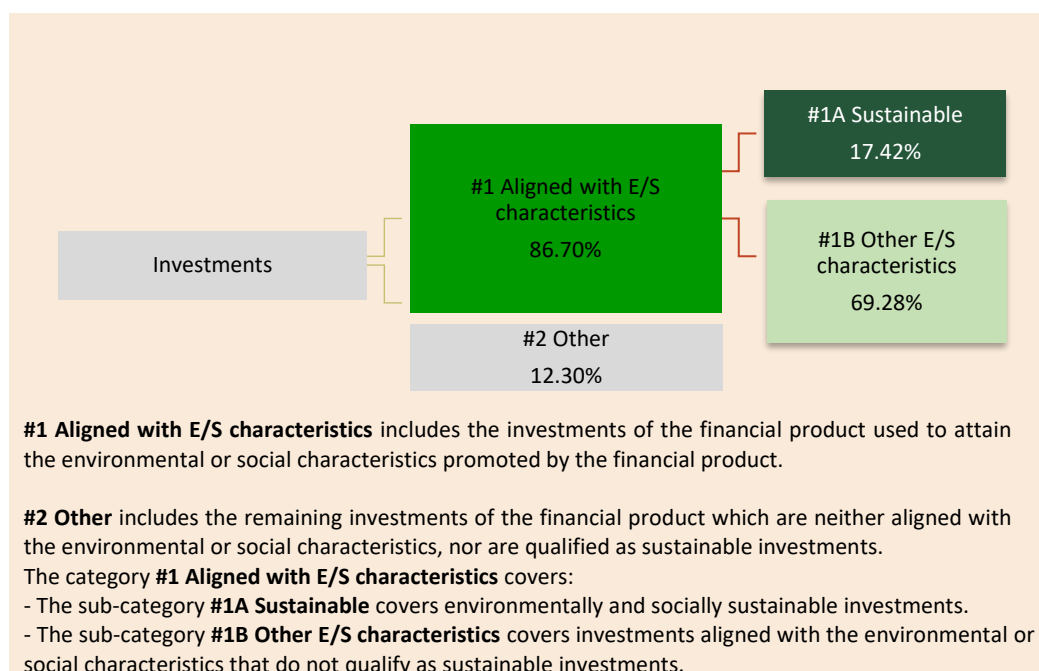 #1A Sustainable
17.42%
#1 Aligned with E/S
characteristics
86.70%
#1B Other E/S
characteristics
69.28%
Investments
#2 Other
12.30%
#1 Aligned with E/S characteristics includes the investments of the financial product used to attain
the environmental or social characteristics promoted by the financial product.
#2 Other includes the remaining investments of the financial product which are neither aligned with
the environmental or social characteristics, nor are qualified as sustainable investments.
The category #1 Aligned with E/S characteristics covers:
- The sub-category #1A Sustainable covers environmentally and socially sustainable investments.
- The sub-category #1B Other E/S characteristics covers investments aligned with the environmental or
social characteristics that do not qualify as sustainable investments.